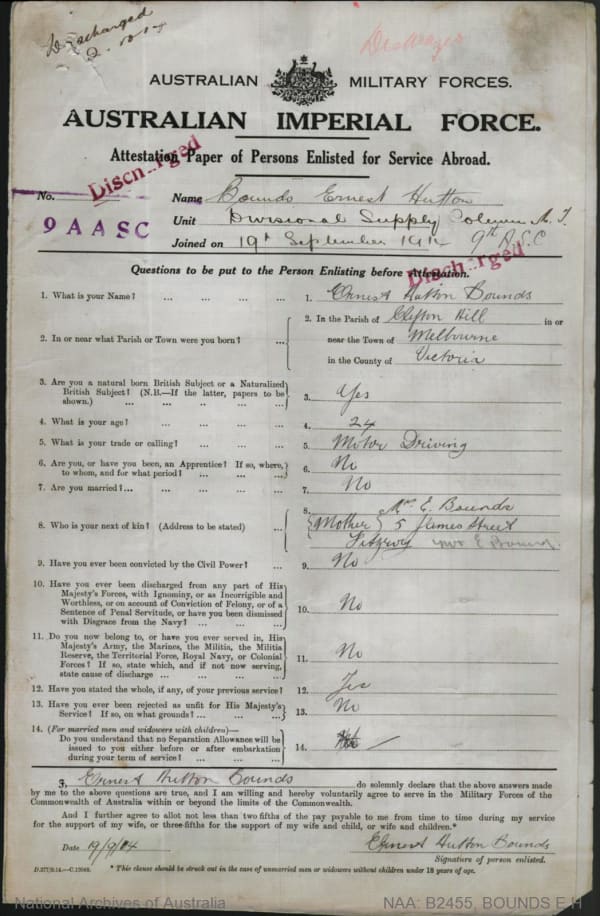 Discharged
2.10.14
Discharged
AUSTRALIAN MILITARY FORCES.
AUSTRALIAN IMPERIAL FORCE.
Attestation Paper of Persons Enlisted for Service Abroad.
Discharged
No.
9 AASC
Name Bounds Ernest Hutton
Unit Divisional Supply Column M.T.
9th A.S.C
Joined on 19th September 1914
Discharged
Questions to be put to the Person Enlisting before Attestation.
1. What is your Name? ... ... ... ...
1. Ernest Hutton Bounds
2. In or near what Parish or Town were you born? ...
2. In the Parish of Clifton Hill in or
near the Town of Melbourne
in the County of Victoria
3. Are you a natural born British Subject or a Naturalized
British Subject? (N.B.—If the latter, papers to be
shown.) ... ... ... ... ...
3. Yes
4. What is your age? ... ... ...
4. 24
5. What is your trade or calling? ... ... ...
5. Motor Driving
6. Are you, or have you been, an Apprentice? If so, where,
to whom, and for what period? ... ... ...
6. No
7. Are you married?... ... ... ... ...
7. No
8. Who is your next of kin? (Address to be stated) ...
8. Mrs. E. Bounds
(Mother) 5 James Street
Fitzroy Mrs E Bounds
9. Have you ever been convicted by the Civil Power? ...
9. No
10. Have you ever been discharged from any part of His
Majesty's Forces, with Ignominy, or as Incorrigible and
Worthless, or on account of Conviction of Felony, or of a
Sentence of Penal Servitude, or have you been dismissed
with Disgrace from the Navy? ... ... ...
10. No
11. Do you now belong to, or have you ever served in, His
Majesty's Army, the Marines, the Militia, the Militia
Reserve, the Territorial Force, Royal Navy, or Colonial
Forces? If so, state which, and if not now serving,
state cause of discharge ... ... ... ...
11. No
12. Have you stated the whole, if any, of your previous service?
12. Yes
13. Have you ever been rejected as unfit for His Majesty's
Service? If so, on what grounds? ... ... ...
13. No
14. (For married men and widowers with children)—
Do you understand that no Separation Allowance will be
issued to you either before or after embarkation
during your term of service? ... ... ...
14.
I, Ernest Hutton Bounds do solemnly declare that the above answers made
by me to the above questions are true, and I am willing and hereby voluntarily agree to serve in the Military Forces of the
Commonwealth of Australia within or beyond the limits of the Commonwealth.
And I further agree to allot not less than two fifths of the pay payable to me from time to time during my service
for the support of my wife, or three-fifths for the support of my wife and child, or wife and children.*
Date 19/9/14
Ernest Hutton Bounds
Signature of person enlisted.
D.277/9.14.—C.12048.
* This clause should be struck out in the case of unmarried men or widowers without children under 18 years of age.
National Archives of Australia
NAA: B2455, BOUNDS E H